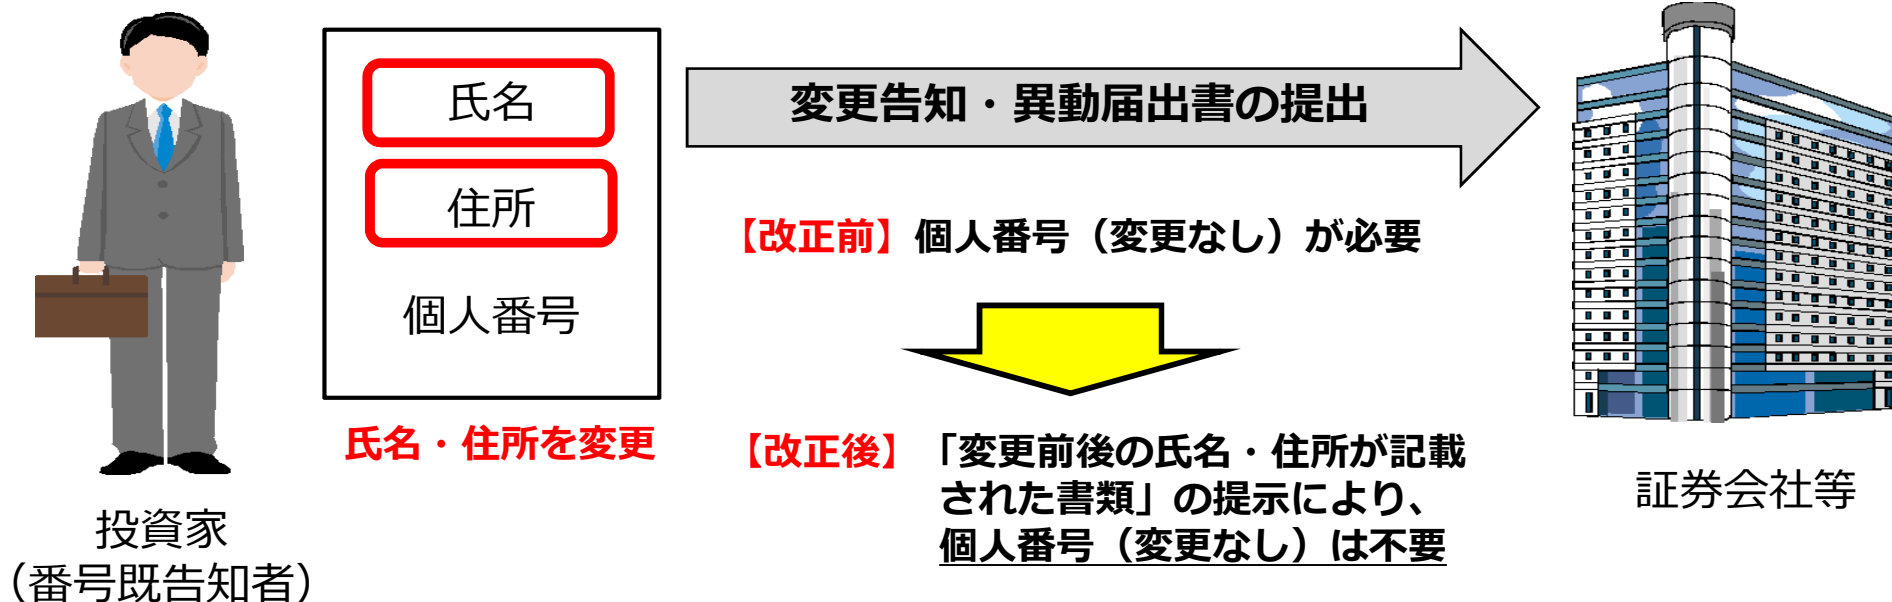 氏名
住所
個人番号
氏名・住所を変更
投資家
（番号既告知者）
変更告知・異動届出書の提出
【改正前】個人番号（変更なし）が必要
【改正後】「変更前後の氏名・住所が記載
された書類」の提示により、
個人番号（変更なし）は不要
証券会社等